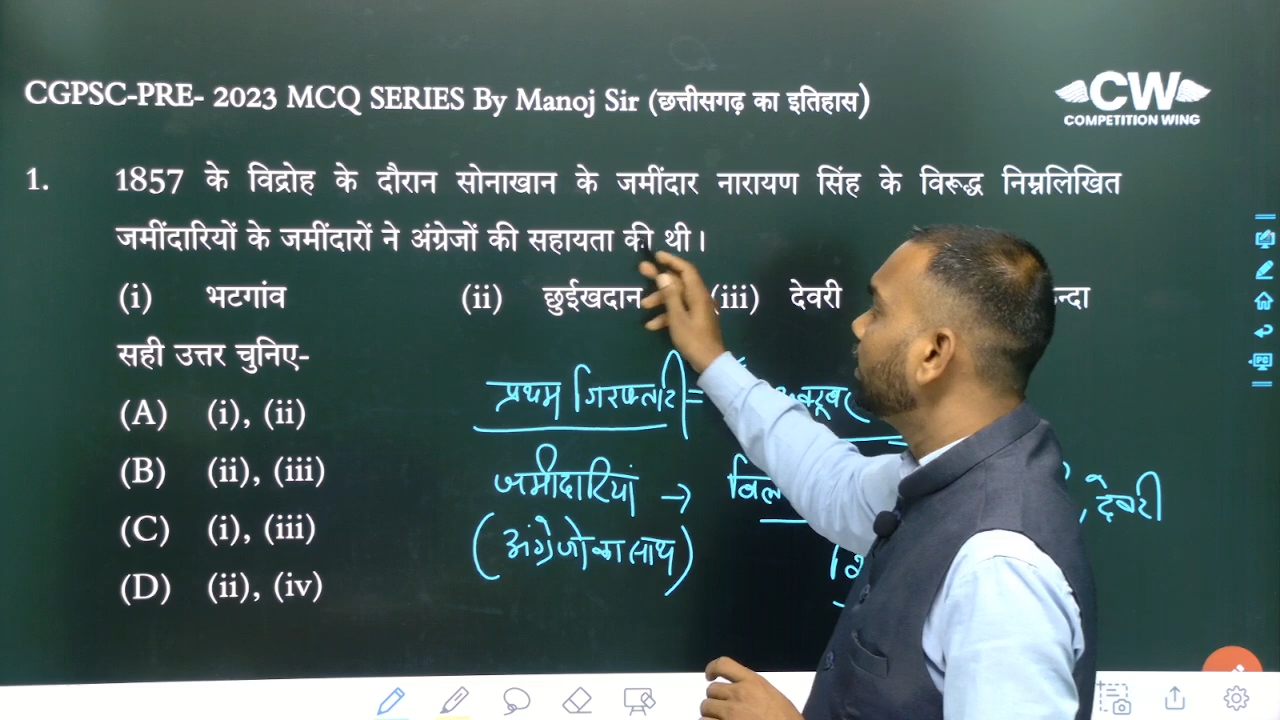 CGPSC-PRE- 2023 MCQ SERIES By Manoj Sir (छत्तीसगढ़ का इतिहास)
CW
COMPETITION WING
1. 1857 के विद्रोह के दौरान सोनाखान के जमींदार नारायण सिंह के विरूद्ध निम्नलिखित
जमींदारियों के जमींदारों ने अंग्रेजों की सहायता की थी।
(i) भटगांव (ii) छुईखदान (iii) देवरी
सही उत्तर चुनिए-
(A) (i), (ii)
(B) (ii), (iii)
(C) (i), (iii)
(D) (ii), (iv)
प्रथम गिरफ्तारी =
जमींदारियां → , देवरी
(अंग्रेजो का साथ)